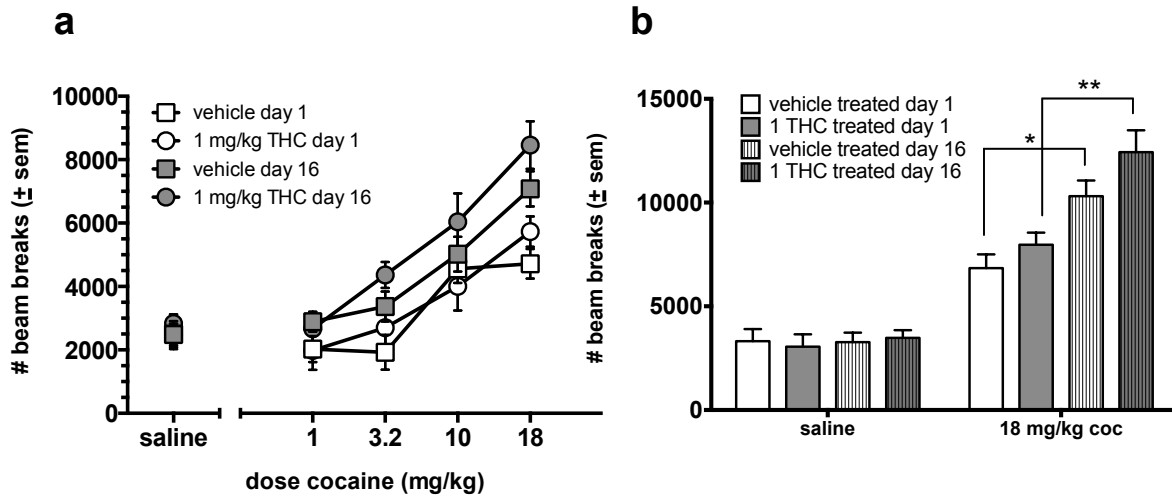 a
# beam breaks (± sem)
10000
8000
6000
4000
2000
0
vehicle day 1
1 mg/kg THC day 1
vehicle day 16
1 mg/kg THC day 16
saline
1
3.2
10
18
dose cocaine (mg/kg)
b
# beam breaks (± sem)
15000
10000
5000
0
vehicle treated day 1
1 THC treated day 1
vehicle treated day 16
1 THC treated day 16
*
**
saline
18 mg/kg coc